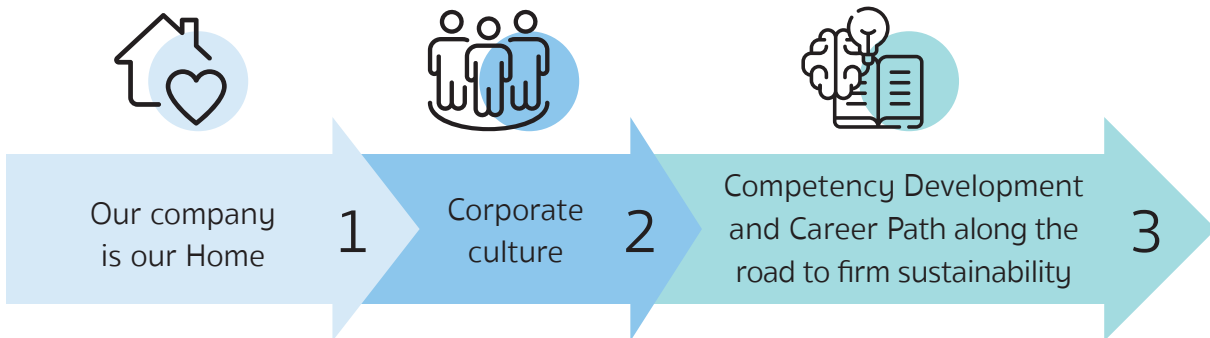 Our company
is our Home
1
Corporate
culture
2
Competency Development
and Career Path along the
road to firm sustainability
3